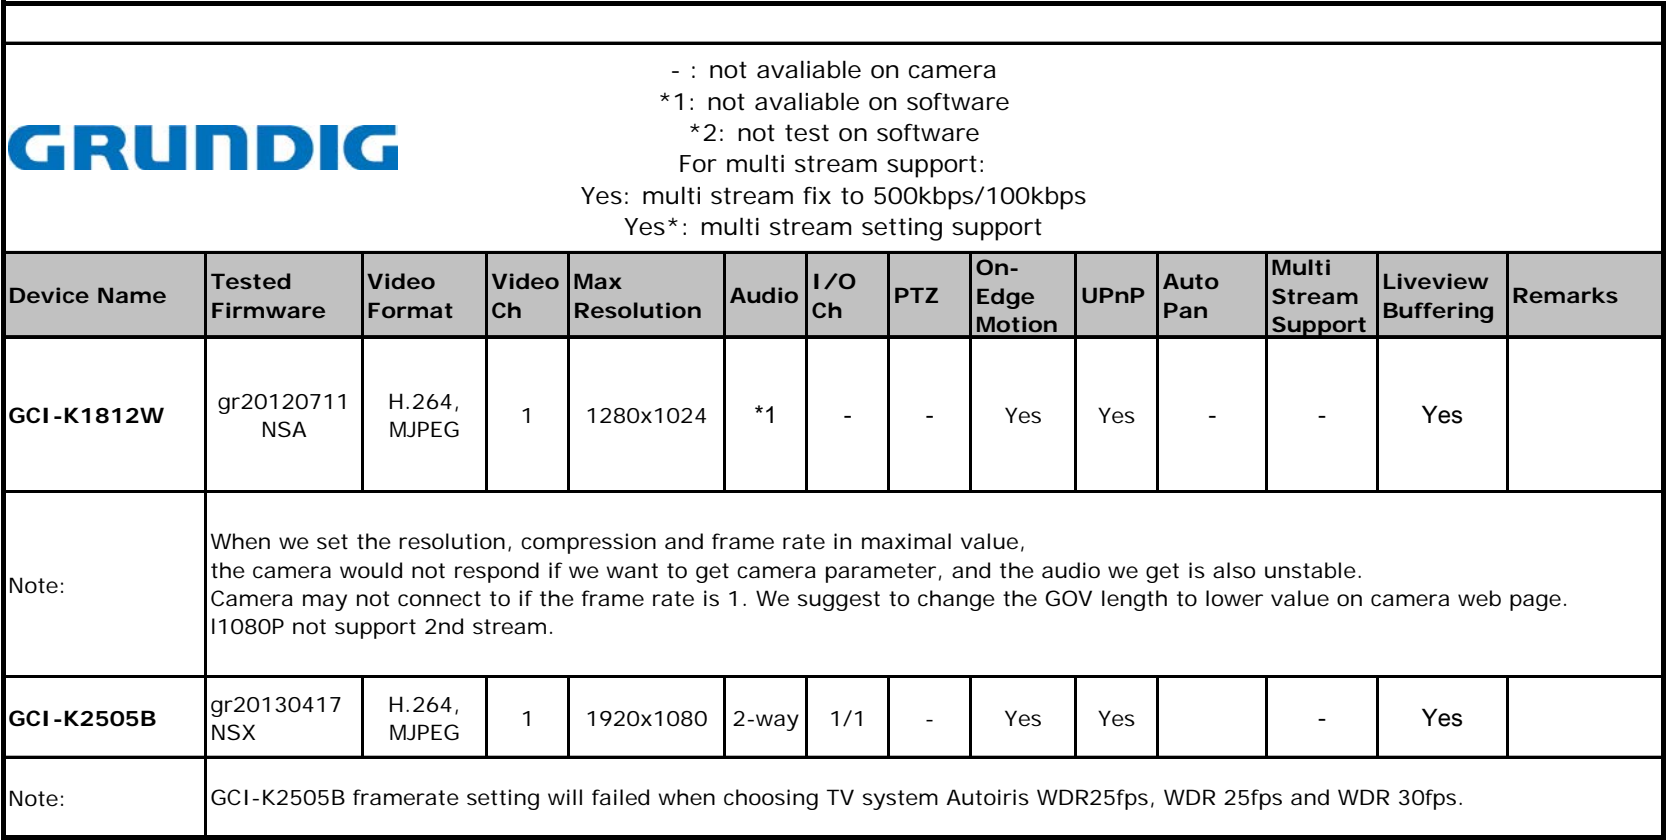 GRUNDIG
- : not avaliable on camera
*1: not avaliable on software
*2: not test on software
For multi stream support:
Yes: multi stream fix to 500kbps/100kbps
Yes*: multi stream setting support
Device Name Tested Firmware Video Format Video Ch Max Resolution Audio I/O Ch PTZ On-Edge Motion UPnP Auto Pan Multi Stream Support Liveview Buffering Remarks
GCI-K1812W gr20120711 NSA H.264, MJPEG 1 1280x1024 *1 - - Yes Yes - - Yes
Note:
When we set the resolution, compression and frame rate in maximal value,
the camera would not respond if we want to get camera parameter, and the audio we get is also unstable.
Camera may not connect to if the frame rate is 1. We suggest to change the GOV length to lower value on camera web page.
I1080P not support 2nd stream.
GCI-K2505B gr20130417 NSX H.264, MJPEG 1 1920x1080 2-way 1/1 - Yes Yes - Yes
Note:
GCI-K2505B framerate setting will failed when choosing TV system Autoiris WDR25fps, WDR 25fps and WDR 30fps.